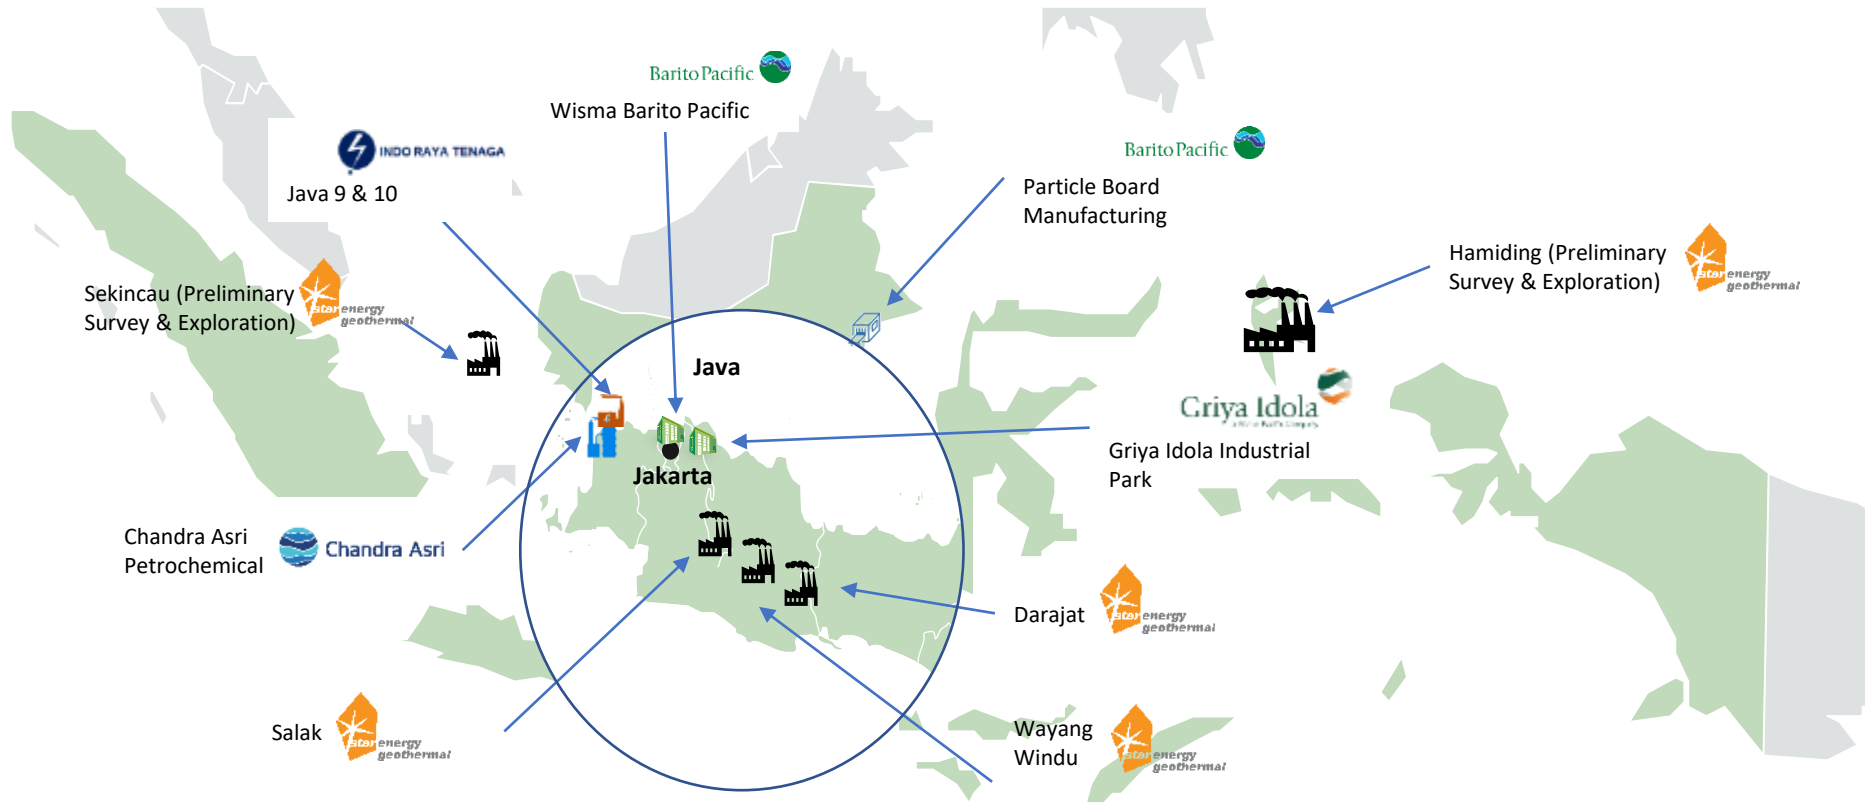 Barito Pacific
Wisma Barito Pacific
INDO RAYA TENAGA
Java 9 & 10
Barito Pacific
Particle Board
Manufacturing
Hamiding (Preliminary
Survey & Exploration)
star energy
geothermal
Sekincau (Preliminary
Survey & Exploration)
star energy
geothermal
Java
Griya Idola
Griya Idola Industrial
Park
Jakarta
Chandra Asri
Petrochemical
Chandra Asri
Darajat
star energy
geothermal
Salak
star energy
geothermal
Wayang
Windu
star energy
geothermal